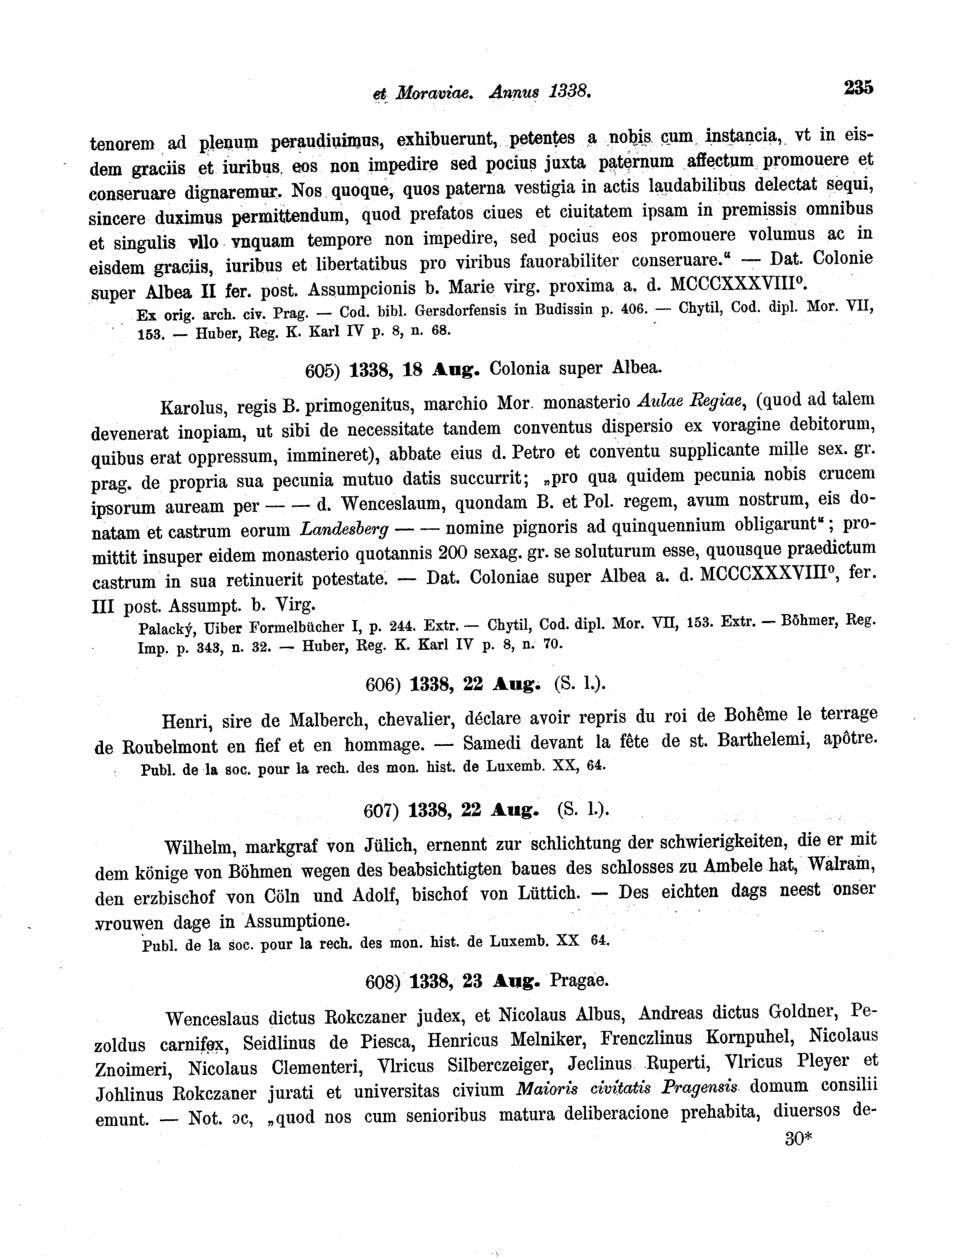 et Moraviae. Annus 1338. 235
tenorem ad plenum peraudiuimus, exhibuerunt, petentes a nobis cum instancia, vt in eis-
dem graciis et iuribus eos non impedire sed pocius juxta paternum affectum promouere et
conseruare dignaremur. Nos quoque, quos paterna vestigia in actis laudabilibus delectat sequi,
sincere duximus permittendum, quod prefatos ciues et ciuitatem ipsam in premissis omnibus
et singulis vllo vnquam tempore non impedire, sed pocius eos promouere volumus ac in
eisdem graciis, iuribus et libertatibus pro viribus fauorabiliter conseruare.“ — Dat. Colonie
super Albea II fer. post. Assumpcionis b. Marie virg. proxima a. d. MCCCXXXVIII⁰.
Ex orig. arch. civ. Prag. — Cod. bibl. Gersdorfensis in Budissin p. 406. — Chytil, Cod. dipl. Mor. VII,
153. — Huber, Reg. K. Karl IV p. 8, n. 68.
605) 1338, 18 Aug. Colonia super Albea.
Karolus, regis B. primogenitus, marchio Mor. monasterio Aulae Regiae, (quod ad talem
devenerat inopiam, ut sibi de necessitate tandem conventus dispersio ex voragine debitorum,
quibus erat oppressum, immineret), abbate eius d. Petro et conventu supplicante mille sex. gr.
prag. de propria sua pecunia mutuo datis succurrit; „pro qua quidem pecunia nobis crucem
ipsorum auream per — — d. Wenceslaum, quondam B. et Pol. regem, avum nostrum, eis do-
natam et castrum eorum Landesberg — — nomine pignoris ad quinquennium obligarunt“; pro-
mittit insuper eidem monasterio quotannis 200 sexag. gr. se soluturum esse, quousque praedictum
castrum in sua retinuerit potestate. — Dat. Coloniae super Albea a. d. MCCCXXXVIII⁰, fer.
III post. Assumpt. b. Virg.
Palacký, Uiber Formelbücher I, p. 244. Extr. — Chytil, Cod. dipl. Mor. VII, 153. Extr. — Böhmer, Reg.
Imp. p. 343, n. 32. — Huber, Reg. K. Karl IV p. 8, n. 70.
606) 1338, 22 Aug. (S. l.).
Henri, sire de Malberch, chevalier, déclare avoir repris du roi de Bohême le terrage
de Roubelmont en fief et en hommage. — Samedi devant la fête de st. Barthelemi, apôtre.
Publ. de la soc. pour la rech. des mon. hist. de Luxemb. XX, 64.
607) 1338, 22 Aug. (S. l.).
Wilhelm, markgraf von Jülich, ernennt zur schlichtung der schwierigkeiten, die er mit
dem könige von Böhmen wegen des beabsichtigten baues des schlosses zu Ambele hat, Walram,
den erzbischof von Cöln und Adolf, bischof von Lüttich. — Des eichten dags neest onser
vrouwen dage in Assumptione.
Publ. de la soc. pour la rech. des mon. hist. de Luxemb. XX 64.
608) 1338, 23 Aug. Pragae.
Wenceslaus dictus Rokczaner judex, et Nicolaus Albus, Andreas dictus Goldner, Pe-
zoldus carnifex, Seidlinus de Piesca, Henricus Melniker, Frenczlinus Kornpuhel, Nicolaus
Znoimeri, Nicolaus Clementeri, Vlricus Silberczeiger, Jeclinus Ruperti, Vlricus Pleyer et
Johlinus Rokczaner jurati et universitas civium Maioris civitatis Pragensis domum consilii
emunt. — Not. ɔc, „quod nos cum senioribus matura deliberacione prehabita, diuersos de-
30*